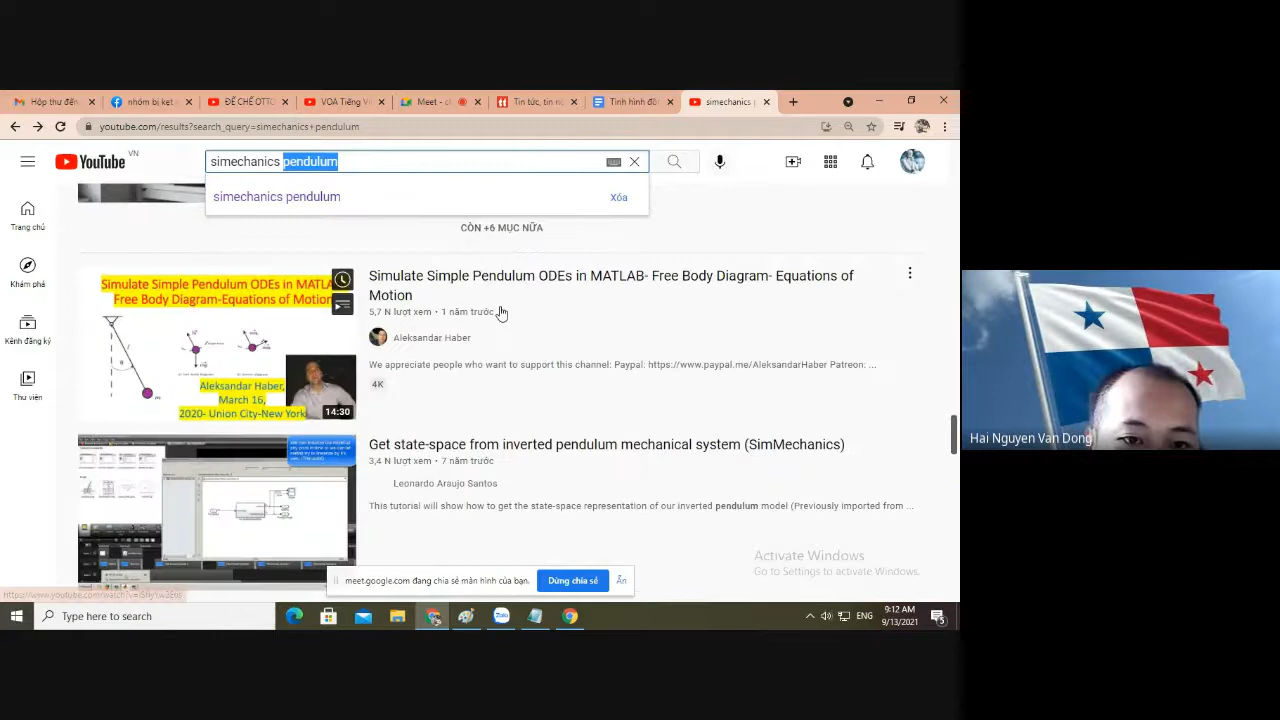 Hộp thư đến
nhóm bị kẹt
ĐẾ CHẾ OTTO
VOA Tiếng V
Meet - c
Tin tức, tin n
Tình hình đồ
simechanics p
youtube.com/results?search_query=simechanics+pendulum
YouTube VN
simechanics pendulum
simechanics pendulum
Xóa
Trang chủ
Khám phá
Kênh đăng ký
Thư viện
CÒN +6 MỤC NỮA
Simulate Simple Pendulum ODEs in MATLA
Free Body Diagram-Equations of Motion
Aleksandar Haber,
March 16,
2020- Union City-New York
14:30
Simulate Simple Pendulum ODEs in MATLAB- Free Body Diagram- Equations of
Motion
5,7 N lượt xem • 1 năm trước
Aleksandar Haber
We appreciate people who want to support this channel: Paypal: https://www.paypal.me/AleksandarHaber Patreon: ...
4K
Get state-space from inverted pendulum mechanical system (SimMechanics)
3,4 N lượt xem • 7 năm trước
Leonardo Araujo Santos
This tutorial will show how to get the state-space representation of our inverted pendulum model (Previously imported from ...
Activate Windows
Go to Settings to activate Windows.
meet.google.com đang chia sẻ màn hình của bạn.
Dừng chia sẻ
Ẩn
Type here to search
ENG
9:12 AM
9/13/2021
5
Hai Nguyen Van Dong